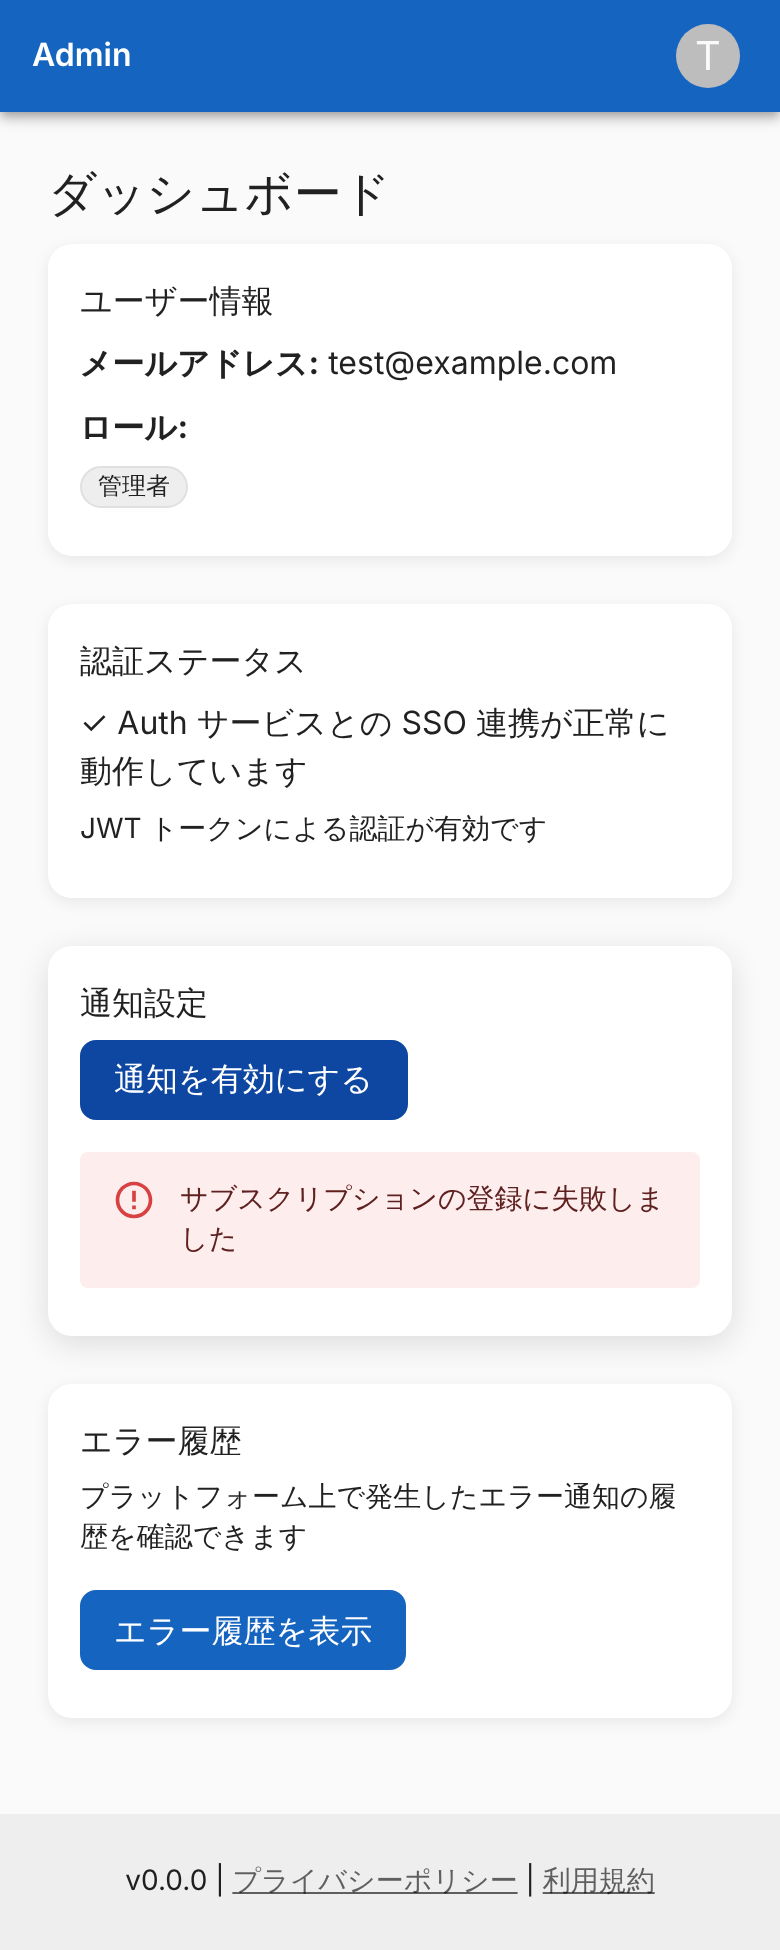 Admin
T
ダッシュボード
ユーザー情報
メールアドレス: test@example.com
ロール:
管理者
認証ステータス
✓ Auth サービスとの SSO 連携が正常に
動作しています
JWT トークンによる認証が有効です
通知設定
通知を有効にする
サブスクリプションの登録に失敗しま
した
エラー履歴
プラットフォーム上で発生したエラー通知の履
歴を確認できます
エラー履歴を表示
v0.0.0 | プライバシーポリシー | 利用規約